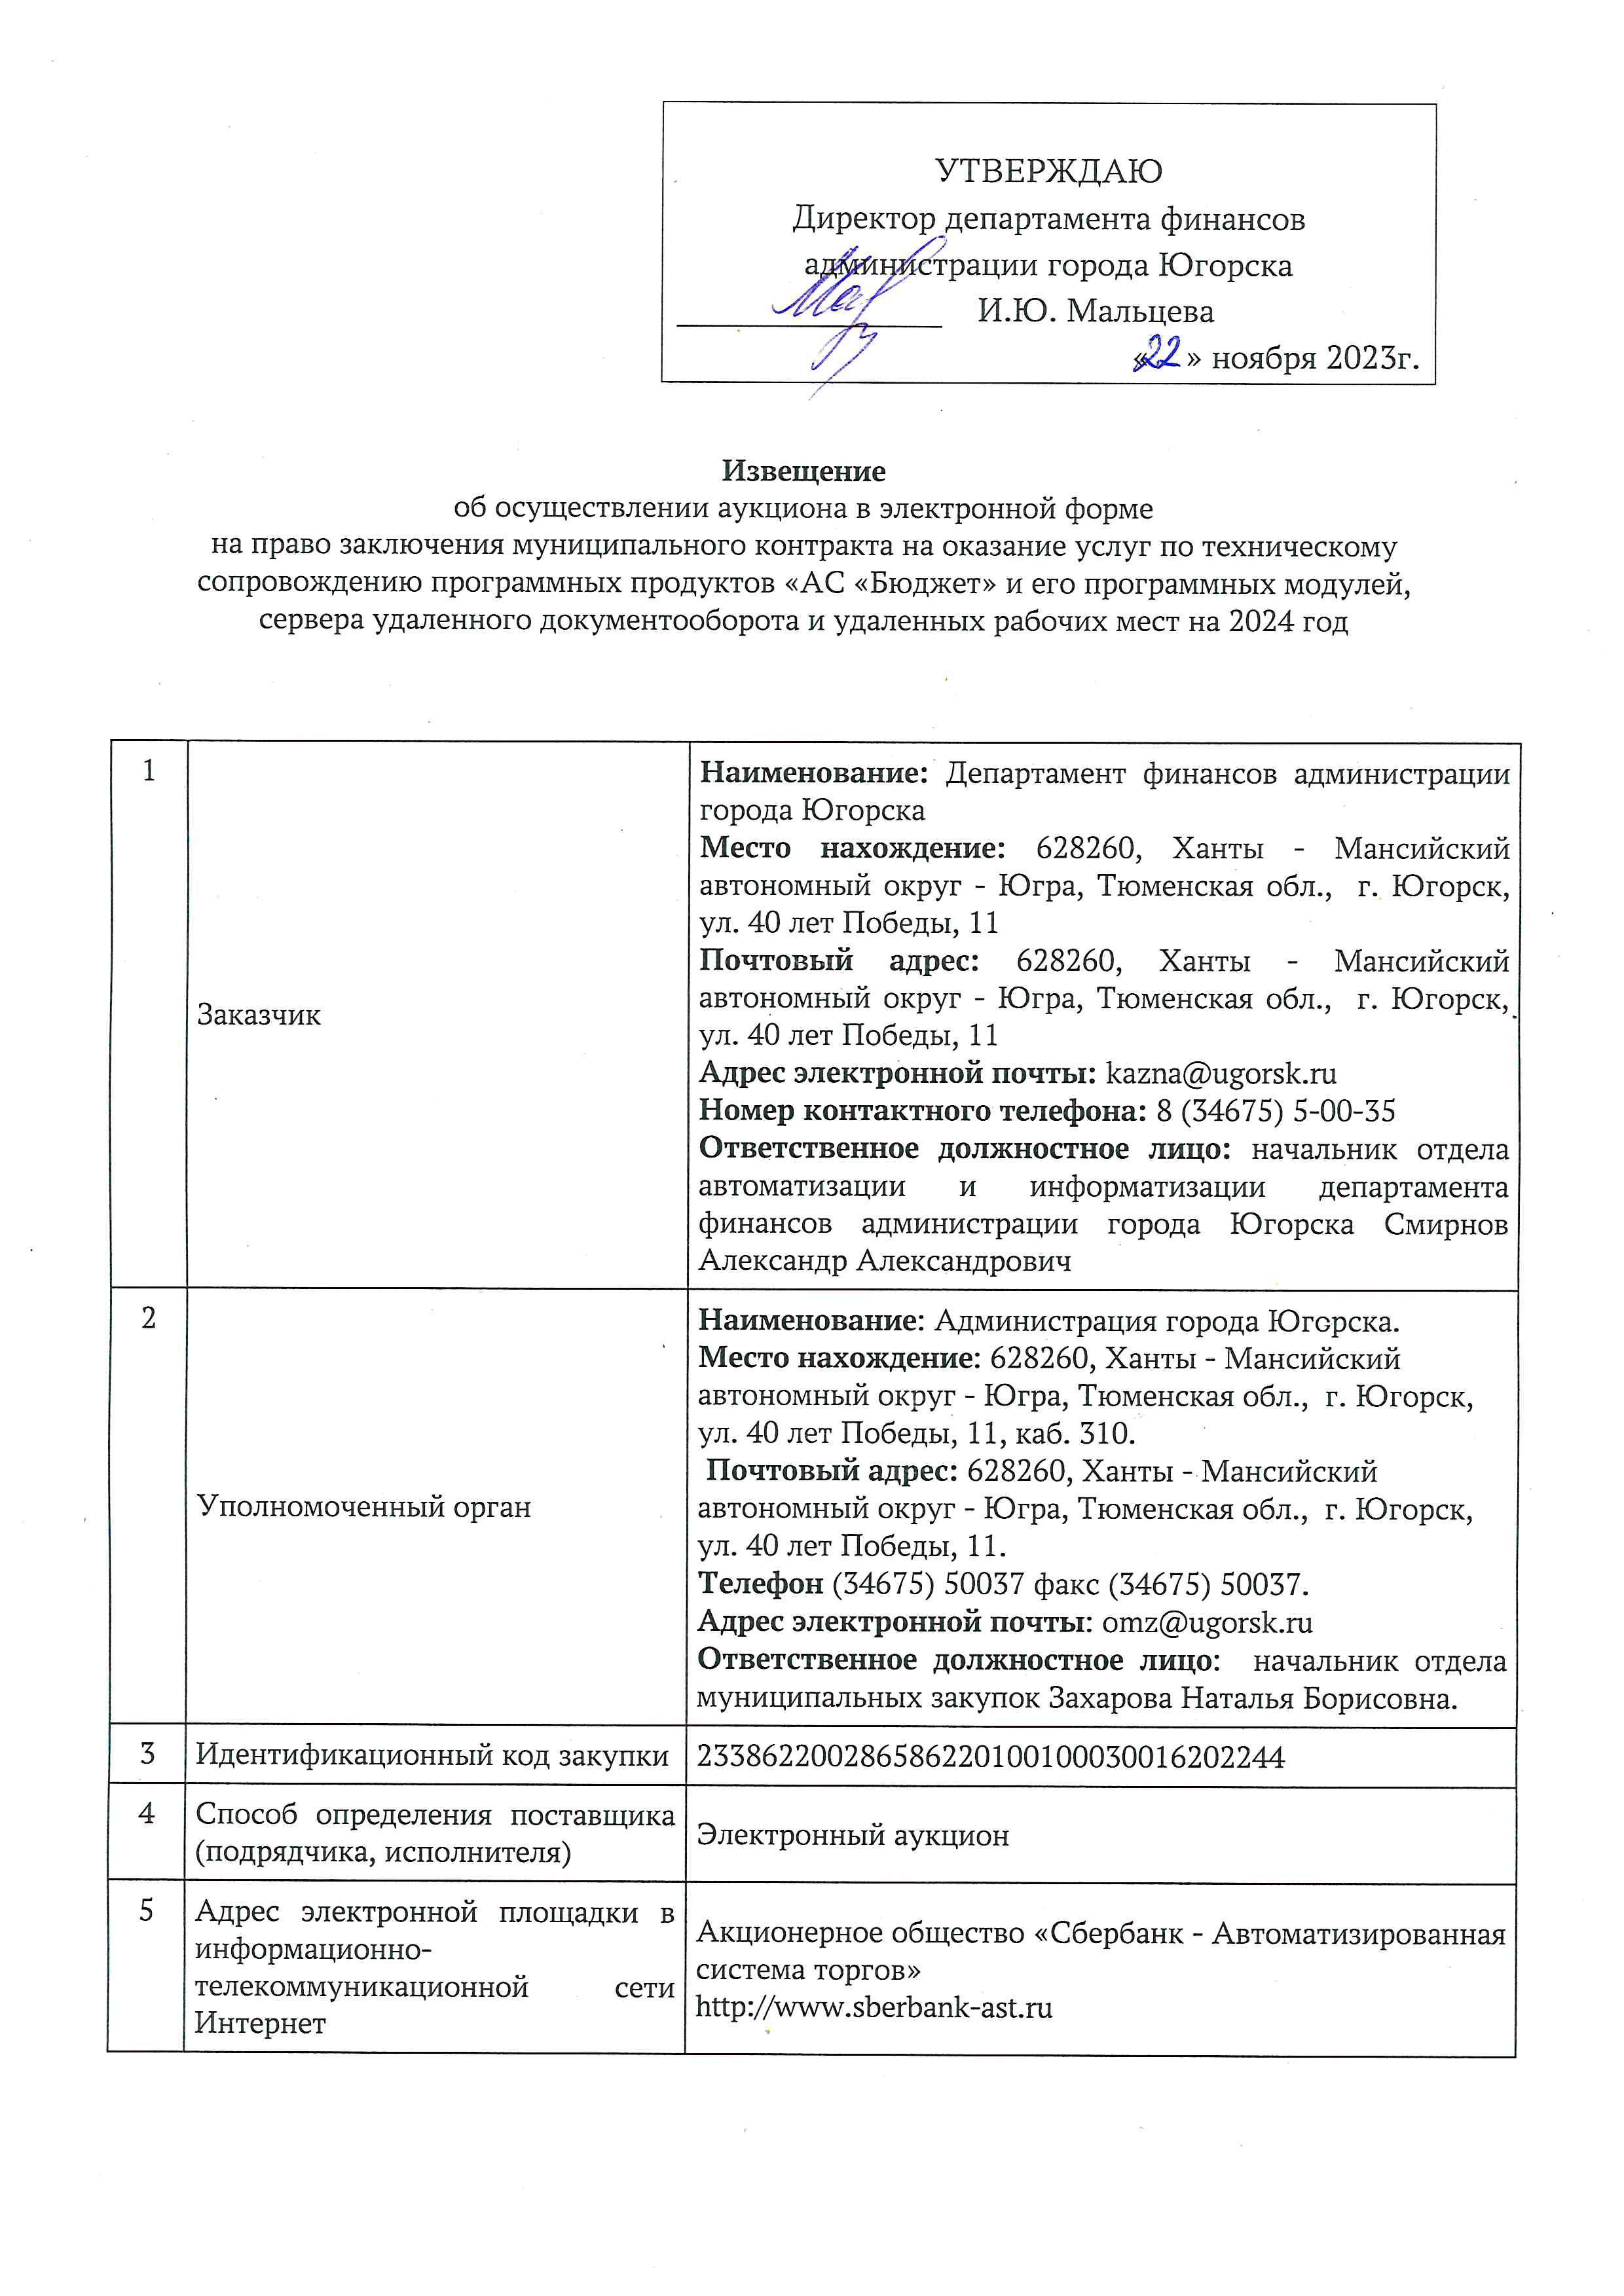 УТВЕРЖДАЮ
Директор департамента финансов
администрации города Югорска
И.Ю. Мальцева
«22» ноября 2023г.
Извещение
об осуществлении аукциона в электронной форме
на право заключения муниципального контракта на оказание услуг по техническому
сопровождению программных продуктов «АС «Бюджет» и его программных модулей,
сервера удаленного документооборота и удаленных рабочих мест на 2024 год
1
Заказчик
Наименование: Департамент финансов администрации
города Югорска
Место нахождение: 628260, Ханты - Мансийский
автономный округ - Югра, Тюменская обл., г. Югорск,
ул. 40 лет Победы, 11
Почтовый адрес: 628260, Ханты - Мансийский
автономный округ - Югра, Тюменская обл., г. Югорск,
ул. 40 лет Победы, 11
Адрес электронной почты: kazna@ugorsk.ru
Номер контактного телефона: 8 (34675) 5-00-35
Ответственное должностное лицо: начальник отдела
автоматизации и информатизации департамента
финансов администрации города Югорска Смирнов
Александр Александрович
2
Уполномоченный орган
Наименование: Администрация города Югорска.
Место нахождение: 628260, Ханты - Мансийский
автономный округ - Югра, Тюменская обл., г. Югорск,
ул. 40 лет Победы, 11, каб. 310.
Почтовый адрес: 628260, Ханты - Мансийский
автономный округ - Югра, Тюменская обл., г. Югорск,
ул. 40 лет Победы, 11.
Телефон (34675) 50037 факс (34675) 50037.
Адрес электронной почты: omz@ugorsk.ru
Ответственное должностное лицо: начальник отдела
муниципальных закупок Захарова Наталья Борисовна.
3
Идентификационный код закупки
233862200286586220100100030016202244
4
Способ определения поставщика
(подрядчика, исполнителя)
Электронный аукцион
5
Адрес электронной площадки в
информационно-
телекоммуникационной сети
Интернет
Акционерное общество «Сбербанк - Автоматизированная
система торгов»
http://www.sberbank-ast.ru